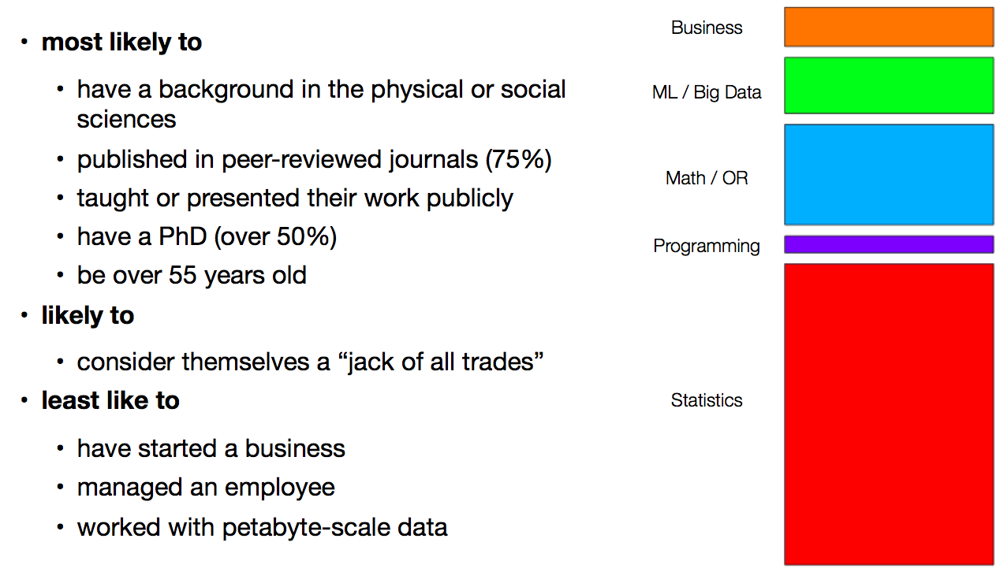 • most likely to
• have a background in the physical or social
sciences
• published in peer-reviewed journals (75%)
• taught or presented their work publicly
• have a PhD (over 50%)
• be over 55 years old
• likely to
• consider themselves a “jack of all trades”
• least like to
• have started a business
• managed an employee
• worked with petabyte-scale data
Business
ML / Big Data
Math / OR
Programming
Statistics